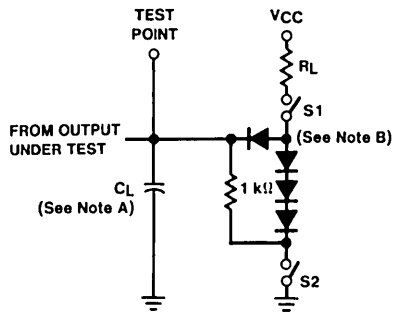 TEST
POINT
VCC
RL
S1
FROM OUTPUT
UNDER TEST
(See Note B)
CL
(See Note A)
1 kΩ
S2